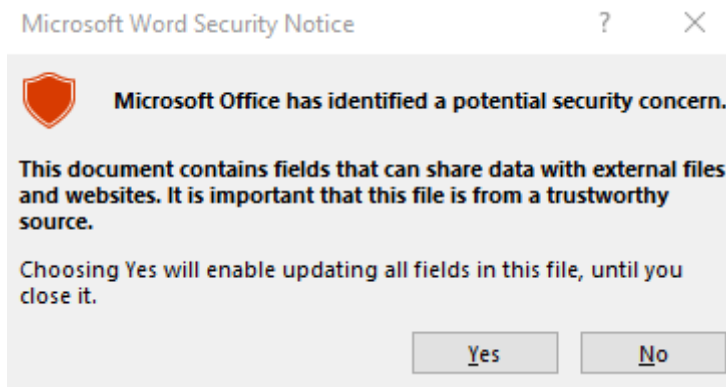 Microsoft Word Security Notice ? ×
Microsoft Office has identified a potential security concern.
This document contains fields that can share data with external files
and websites. It is important that this file is from a trustworthy
source.
Choosing Yes will enable updating all fields in this file, until you
close it.
Yes No